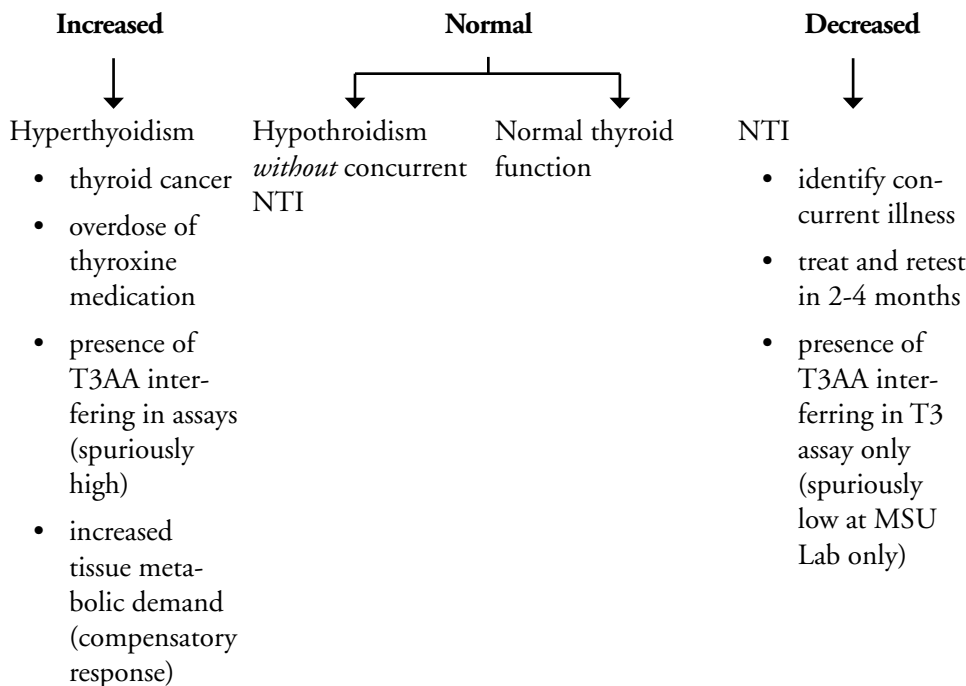 Increased
Normal
Decreased
Hyperthyoidism
• thyroid cancer
• overdose of
thyroxine
medication
• presence of
T3AA inter-
fering in assays
(spuriously
high)
• increased
tissue meta-
bolic demand
(compensatory
response)
Hypothroidism
without concurrent
NTI
Normal thyroid
function
NTI
• identify con-
current illness
• treat and retest
in 2-4 months
• presence of
T3AA inter-
ferring in T3
assay only
(spuriously
low at MSU
Lab only)